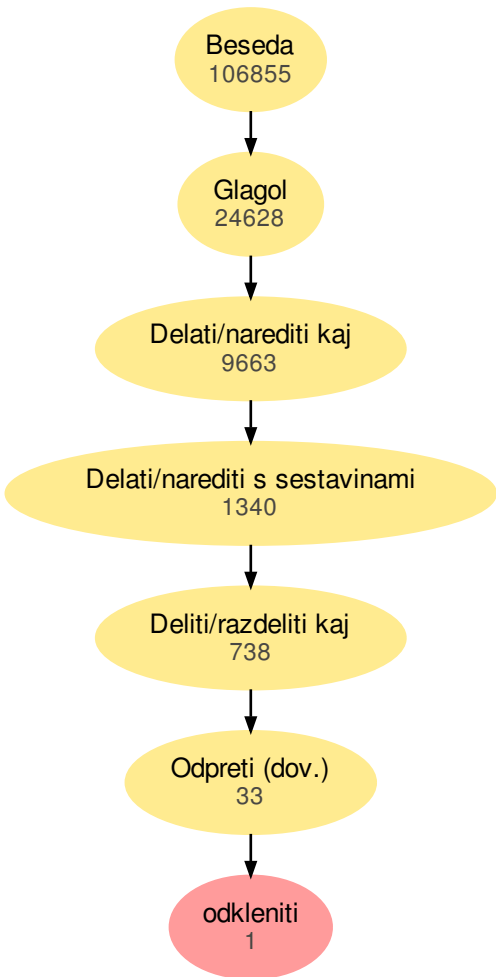 Beseda
106855
Glagol
24628
Delati/narediti kaj
9663
Delati/narediti s sestavinami
1340
Deliti/razdeliti kaj
738
Odpreti (dov.)
33
odkleniti
1